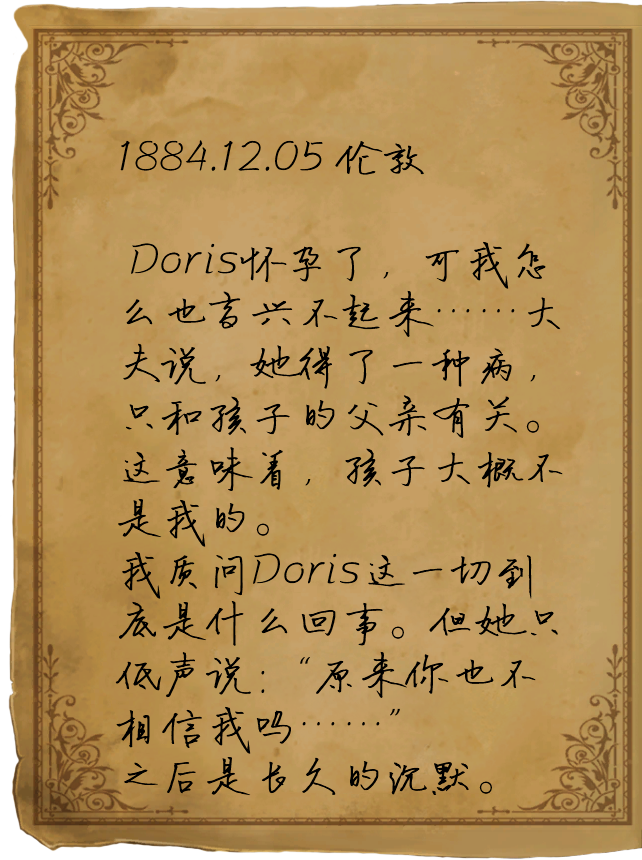 1884.12.05 伦敦
Doris怀孕了，可我怎
么也高兴不起来……大
夫说，她得了一种病，
只和孩子的父亲有关。
这意味着，孩子大概不
是我的。
我质问Doris这一切到
底是什么回事。但她只
低声说：“原来你也不
相信我吗……”
之后是长久的沉默。